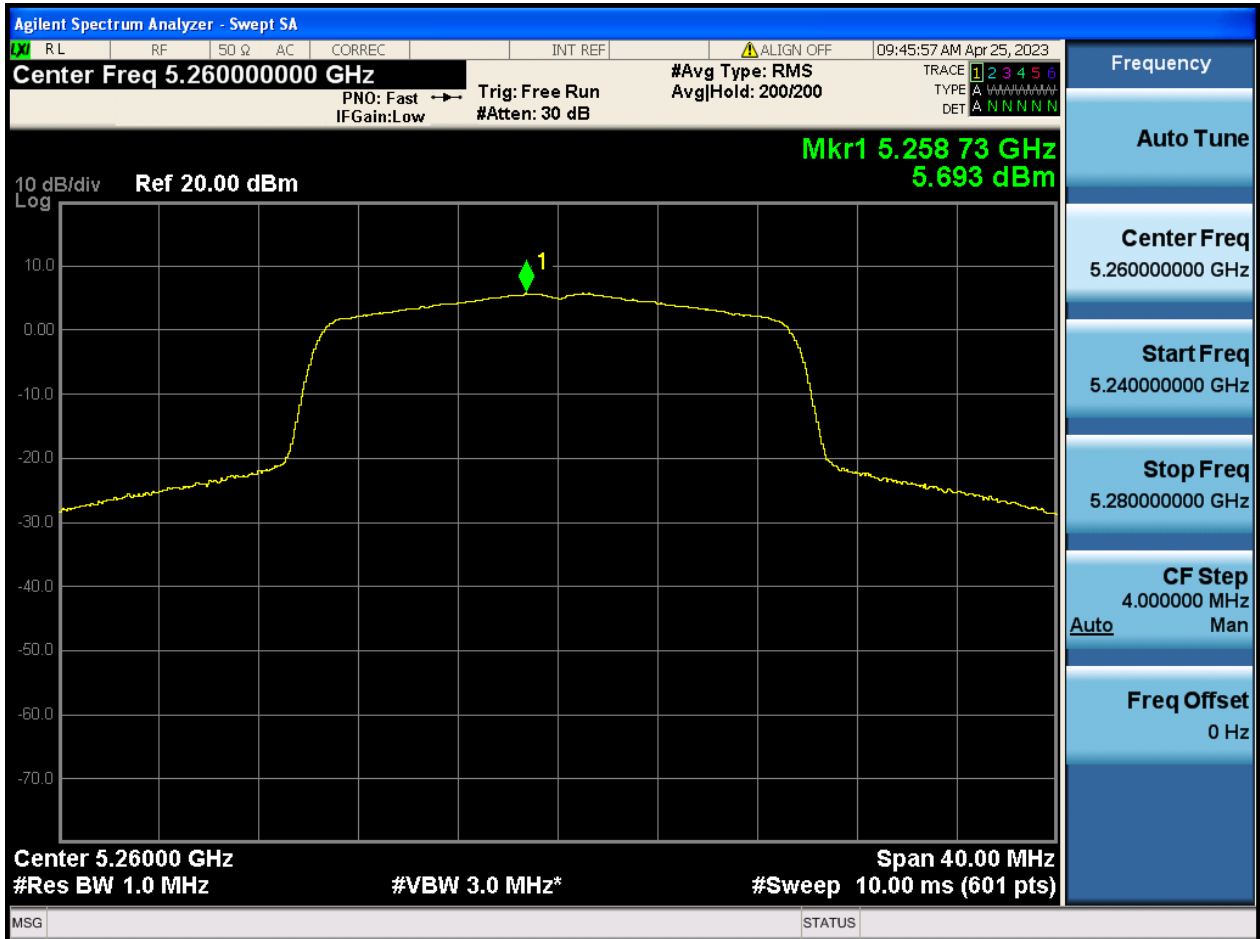 Agilent Spectrum Analyzer - Swept SA
LXI RL RF 50 Ω AC CORREC INT REF ALIGN OFF 09:45:57 AM Apr 25, 2023
Center Freq 5.260000000 GHz
PNO: Fast
IFGain:Low
Trig: Free Run
#Atten: 30 dB
#Avg Type: RMS
Avg|Hold: 200/200
TRACE 1 2 3 4 5 6
TYPE A WWWWW
DET A N N N N N
Mkr1 5.258 73 GHz
5.693 dBm
10 dB/div Ref 20.00 dBm
Log
1
10.0
0.00
-10.0
-20.0
-30.0
-40.0
-50.0
-60.0
-70.0
Center 5.26000 GHz Span 40.00 MHz
#Res BW 1.0 MHz #VBW 3.0 MHz* #Sweep 10.00 ms (601 pts)
MSG STATUS
Frequency
Auto Tune
Center Freq
5.260000000 GHz
Start Freq
5.240000000 GHz
Stop Freq
5.280000000 GHz
CF Step
4.000000 MHz
Auto Man
Freq Offset
0 Hz